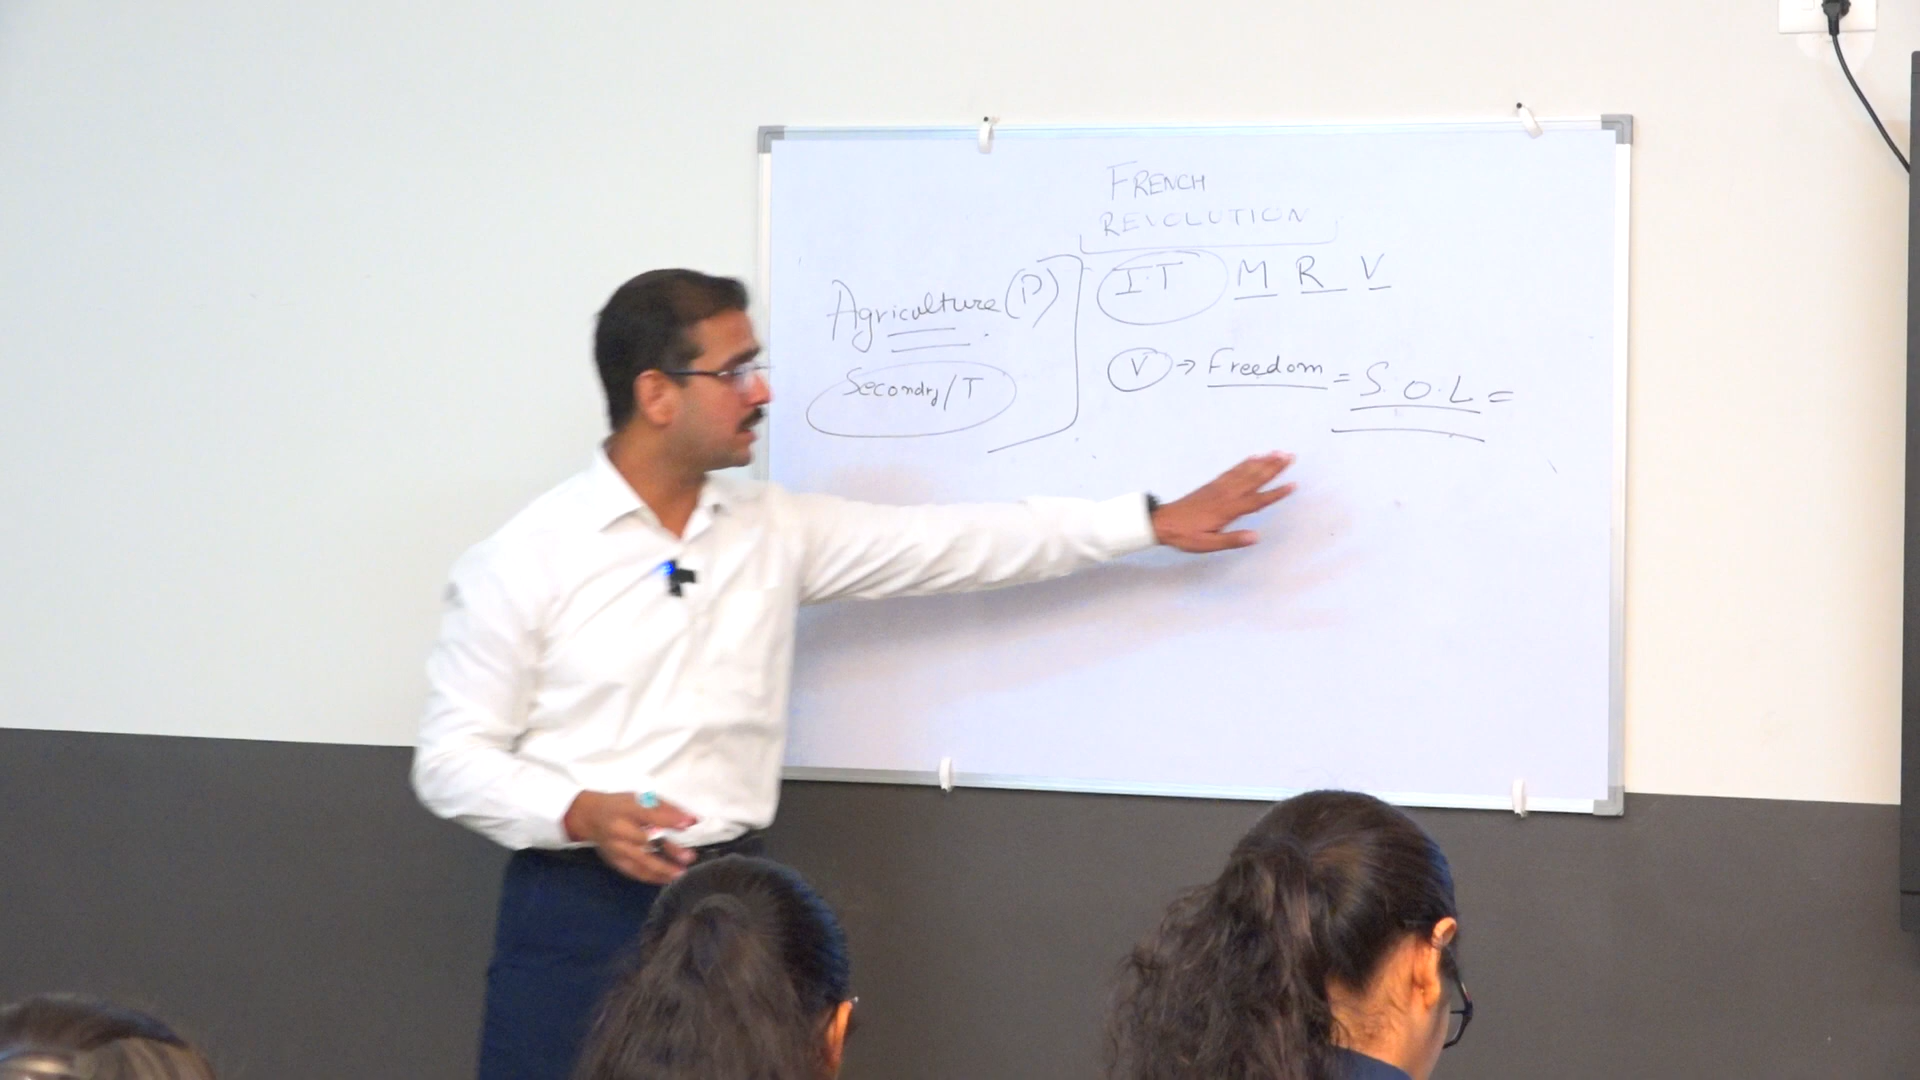 FRENCH
REVOLUTION
I.T M R V
Agriculture (P)
V → Freedom = S.O.L =
Secondry/T